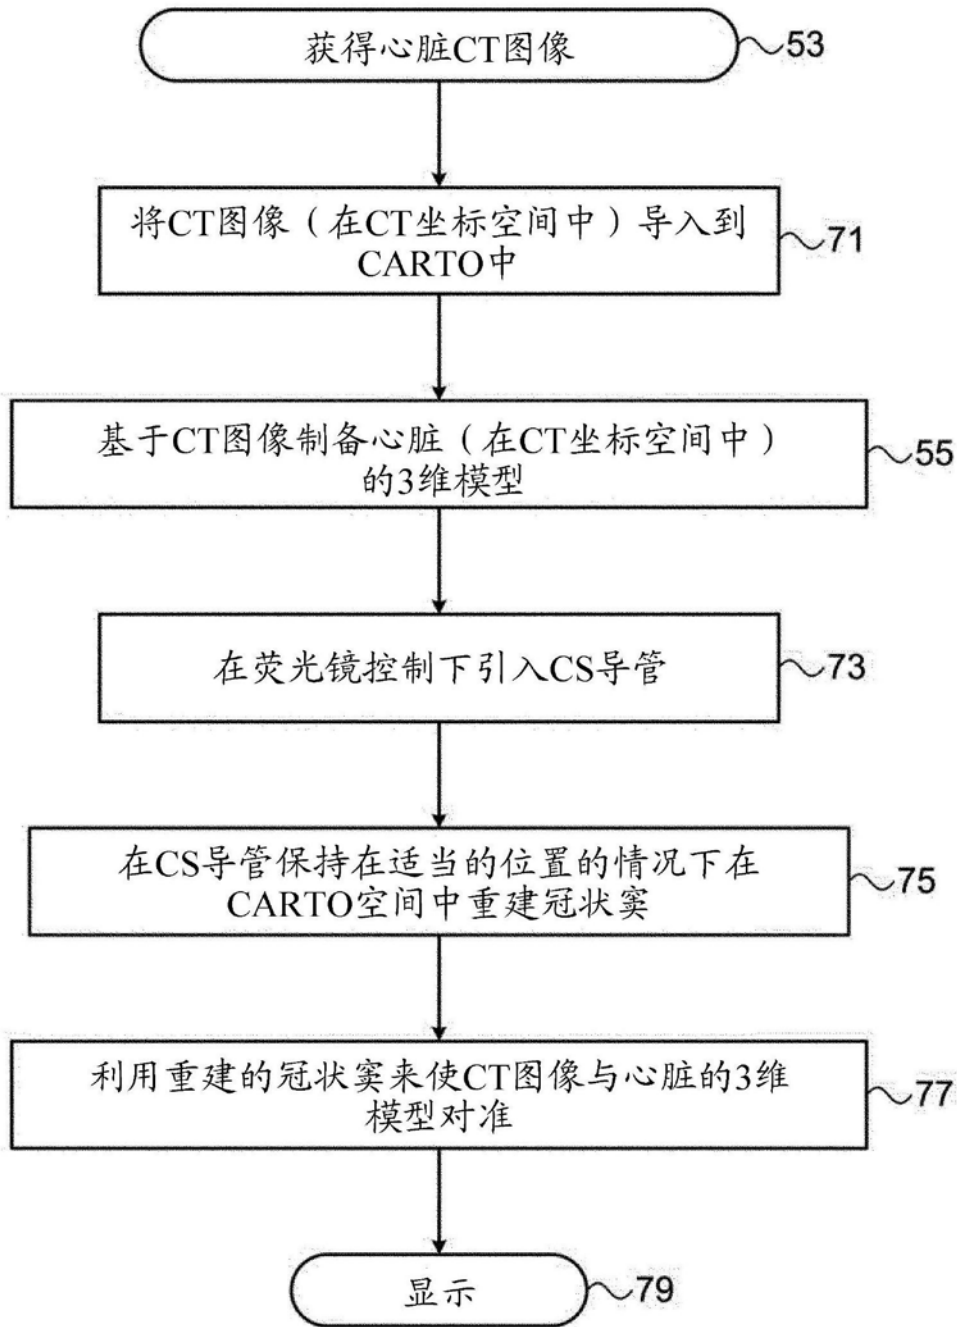 获得心脏CT图像
53
将CT图像（在CT坐标空间中）导入到
CARTO中
71
基于CT图像制备心脏（在CT坐标空间中）
的3维模型
55
在荧光镜控制下引入CS导管
73
在CS导管保持在适当的位置的情况下在
CARTO空间中重建冠状窦
75
利用重建的冠状窦来使CT图像与心脏的3维
模型对准
77
显示
79